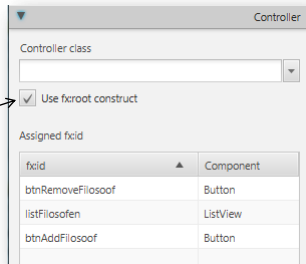 Controller
Controller class
Use fx:root construct
Assigned fx:id
fx:id Component
btnRemoveFilosoof Button
listFilosofen ListView
btnAddFilosoof Button